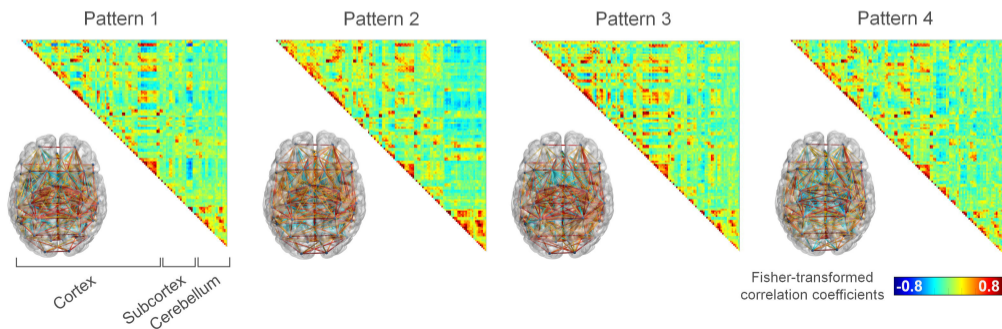 Pattern 1
Pattern 2
Pattern 3
Pattern 4
Cortex
Subcortex
Cerebellum
Fisher-transformed
correlation coefficients
-0.8
0.8